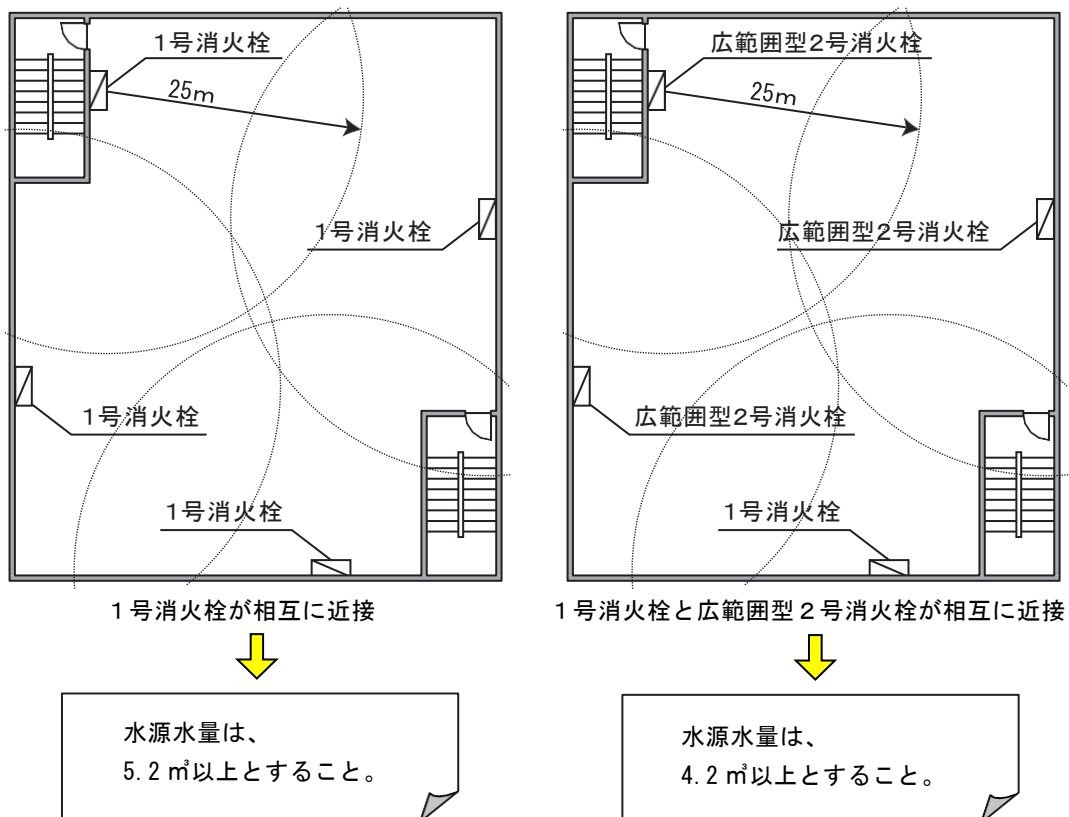 1号消火栓
25m
1号消火栓
1号消火栓
1号消火栓
1号消火栓が相互に近接
水源水量は、
5.2㎥以上とすること。
広範囲型2号消火栓
25m
広範囲型2号消火栓
広範囲型2号消火栓
1号消火栓
1号消火栓と広範囲型2号消火栓が相互に近接
水源水量は、
4.2㎥以上とすること。